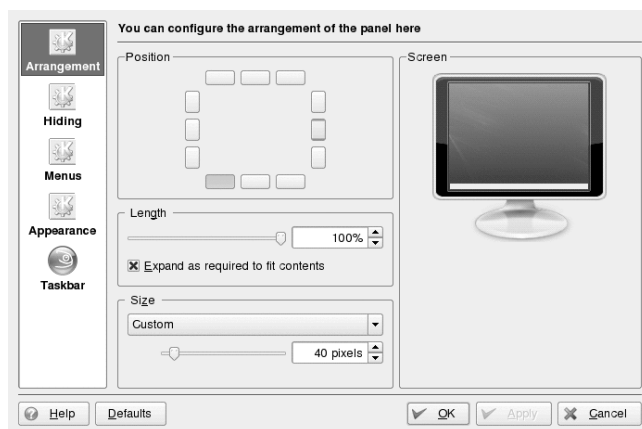 You can configure the arrangement of the panel here
Arrangement
Hiding
Menus
Appearance
Taskbar
Position
Screen
Length
100%
Expand as required to fit contents
Size
Custom
40 pixels
Help
Defaults
OK
Apply
Cancel